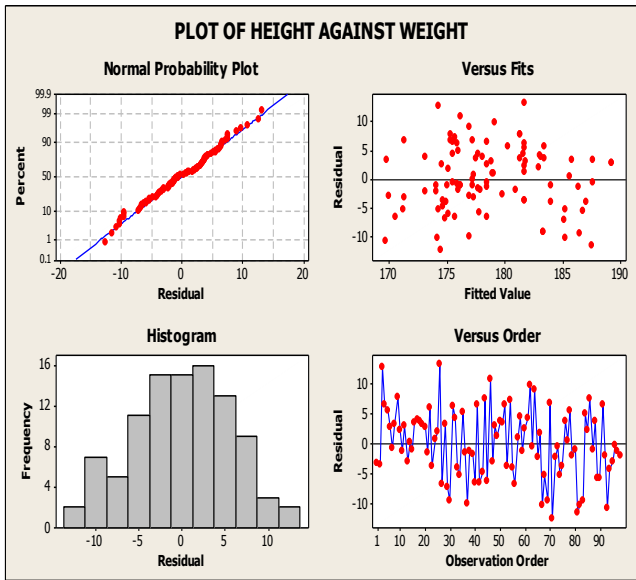 PLOT OF HEIGHT AGAINST WEIGHT
Normal Probability Plot
99.9
99
90
50
10
1
0.1
Percent
-20 -10 0 10 20
Residual
Versus Fits
10
5
0
-5
-10
Residual
170 175 180 185 190
Fitted Value
Histogram
16
12
8
4
0
Frequency
-10 -5 0 5 10
Residual
Versus Order
10
5
0
-5
-10
Residual
1 10 20 30 40 50 60 70 80 90
Observation Order